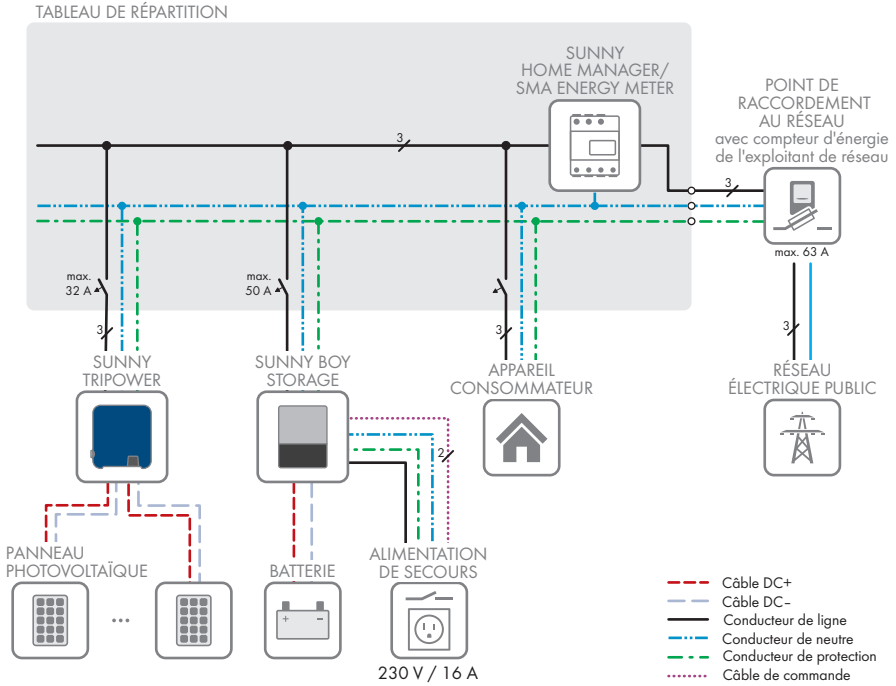 TABLEAU DE RÉPARTITION
SUNNY
HOME MANAGER/
SMA ENERGY METER
POINT DE
RACCORDEMENT
AU RÉSEAU
avec compteur d'énergie
de l'exploitant de réseau
3
3
max. 63 A
max.
32 A
max.
50 A
3
3
3
SUNNY
TRIPOWER
SUNNY BOY
STORAGE
APPAREIL
CONSOMMATEUR
RÉSEAU
ÉLECTRIQUE PUBLIC
2
PANNEAU
PHOTOVOLTAÏQUE
...
BATTERIE
+ -
ALIMENTATION
DE SECOURS
230 V / 16 A
Câble DC+
Câble DC–
Conducteur de ligne
Conducteur de neutre
Conducteur de protection
Câble de commande